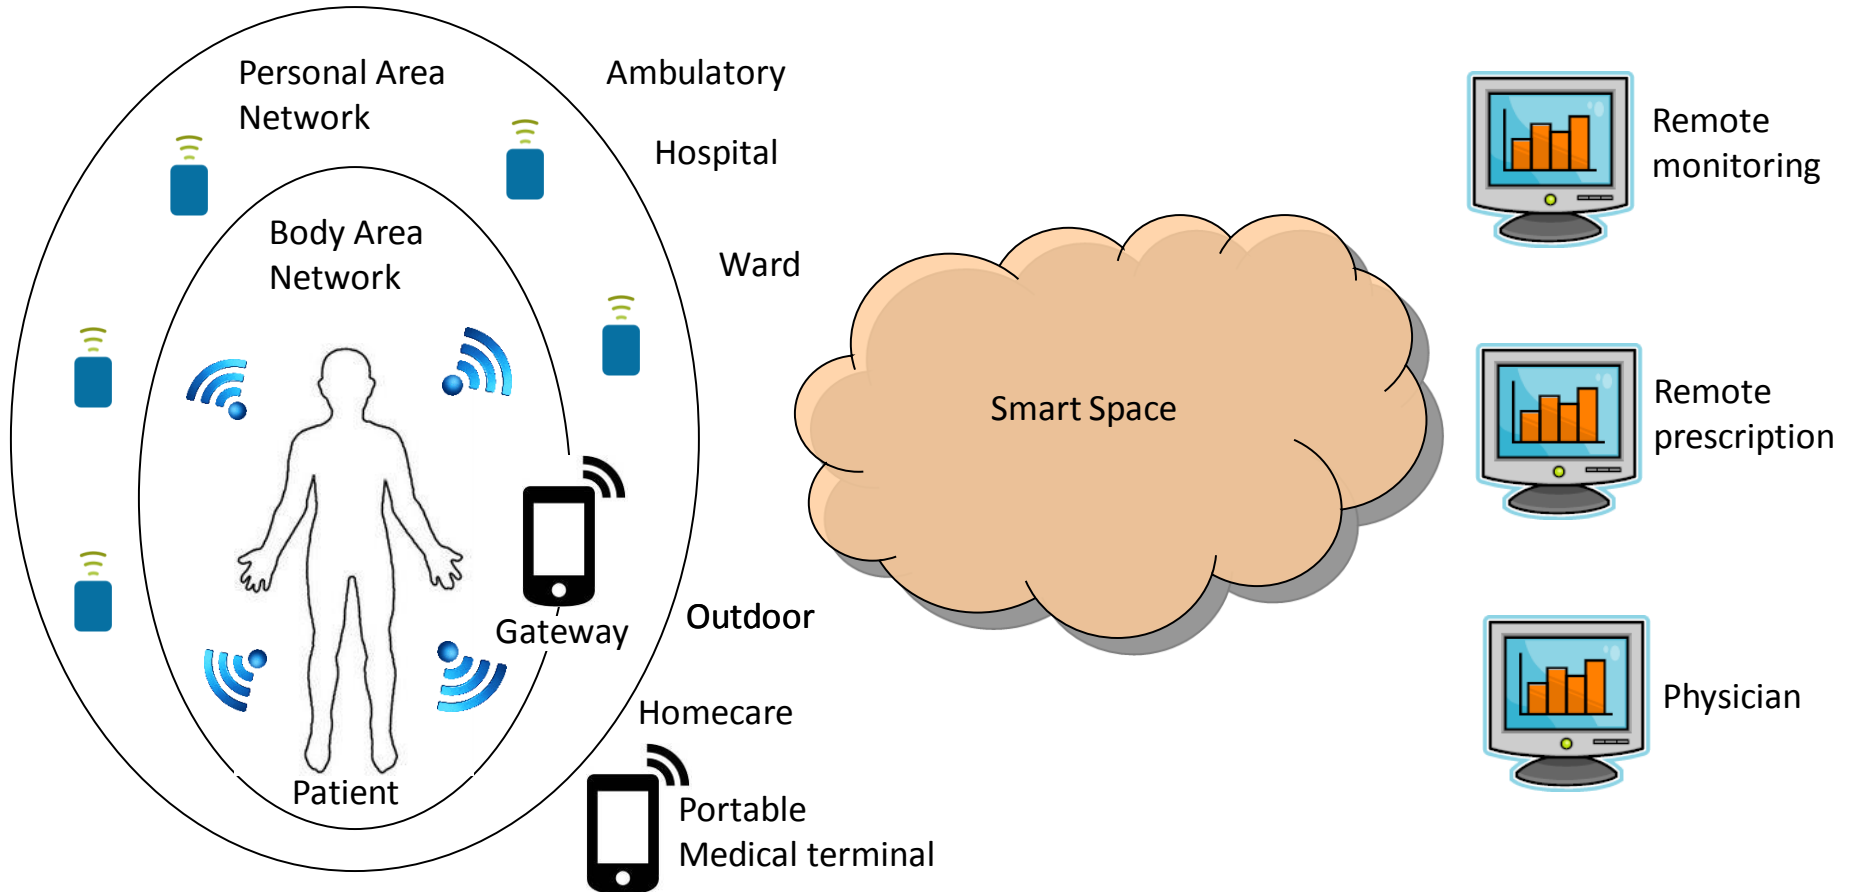 Personal Area
Network
Body Area
Network
Patient
Gateway
Ambulatory
Hospital
Ward
Outdoor
Homecare
Portable
Medical terminal
Smart Space
Remote
monitoring
Remote
prescription
Physician